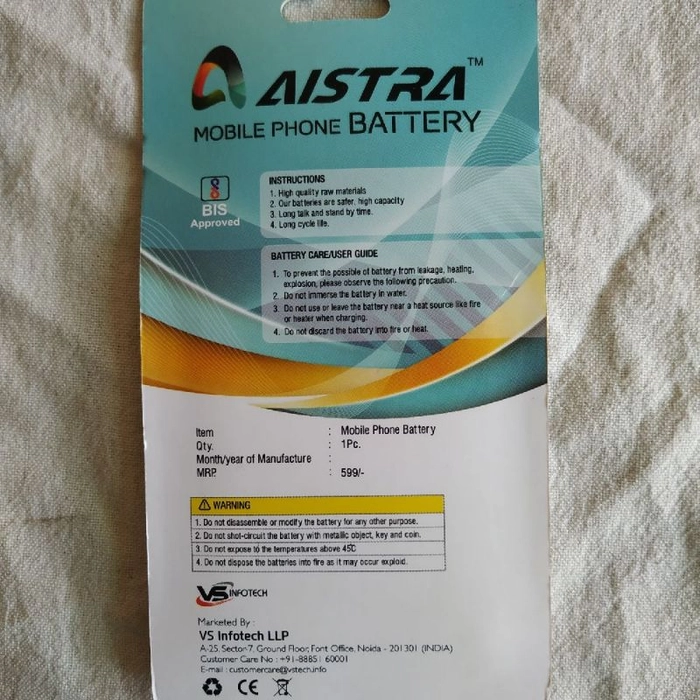 AISTRA™
MOBILE PHONE BATTERY
BIS
Approved
INSTRUCTIONS
1. High quality raw materials
2. Our batteries are safer, high capacity
3. Long talk and stand by time.
4. Long cycle life.
BATTERY CARE/USER GUIDE
1. To prevent the possible of battery from leakage, heating,
explosion, please observe the following precaution.
2. Do not immerse the battery in water.
3. Do not use or leave the battery near a heat source like fire
or heater when charging.
4. Do not discard the battery into fire or heat.
Item : Mobile Phone Battery
Qty. : 1Pc.
Month/year of Manufacture :
MRP : 599/-
WARNING
1. Do not disassemble or modify the battery for any other purpose.
2. Do not shot-circuit the battery with metallic object, key and coin.
3. Do not expose to the temperatures above 45°C
4. Do not dispose the batteries into fire as it may occur exploid.
VS INFOTECH
Marketed By :
VS Infotech LLP
A-25, Secton7, Ground Floor, Font Office, Noida - 201301 (INDIA)
Customer Care No : +91-88851 60001
E-mail : customercare@vstech.info
CE